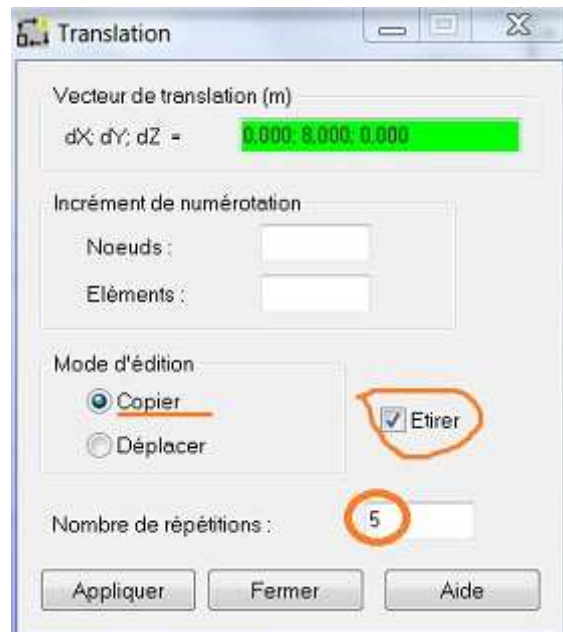 Translation
Vecteur de translation (m)
dX; dY; dZ = 0,000; 8,000; 0,000
Incrément de numérotation
Noeuds :
Eléments :
Mode d'édition
Copier
Etirer
Déplacer
Nombre de répétitions : 5
Appliquer Fermer Aide